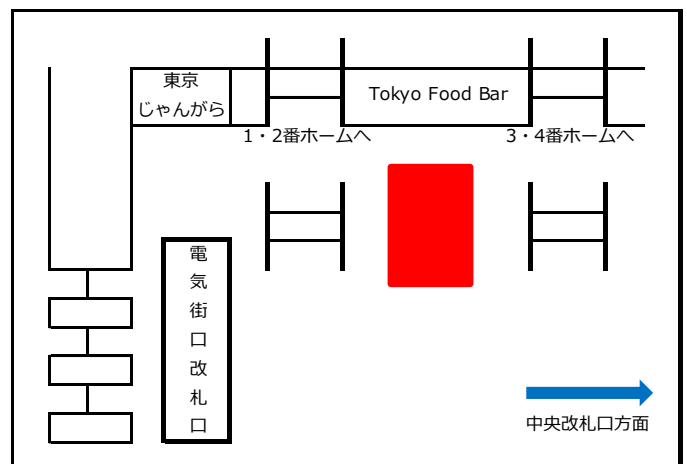 東京
じゃんがら
Tokyo Food Bar
1・2番ホームへ
3・4番ホームへ
電気街口改札口
中央改札口方面